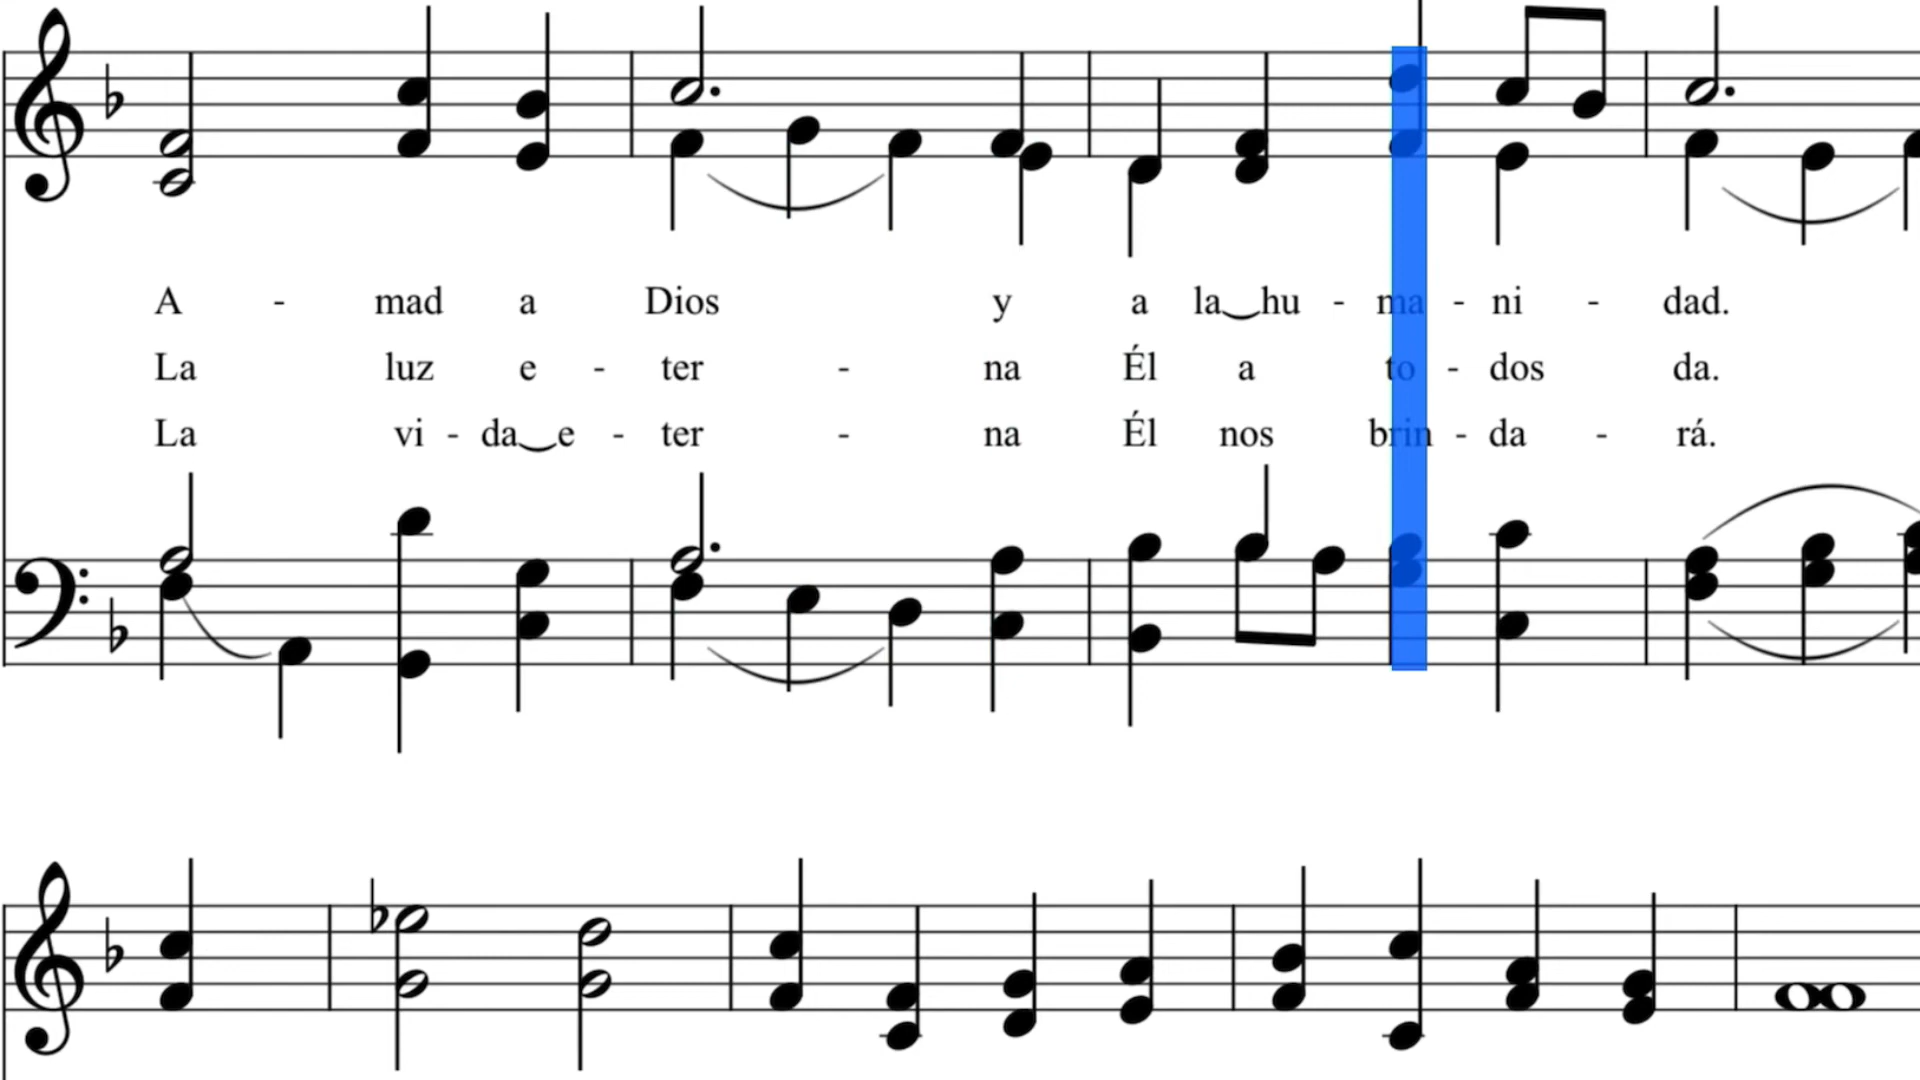 A - mad a Dios y a la‿hu - ma - ni - dad.
La luz e - ter - na Él a to - dos da.
La vi - da‿e - ter - na Él nos brin - da - rá.